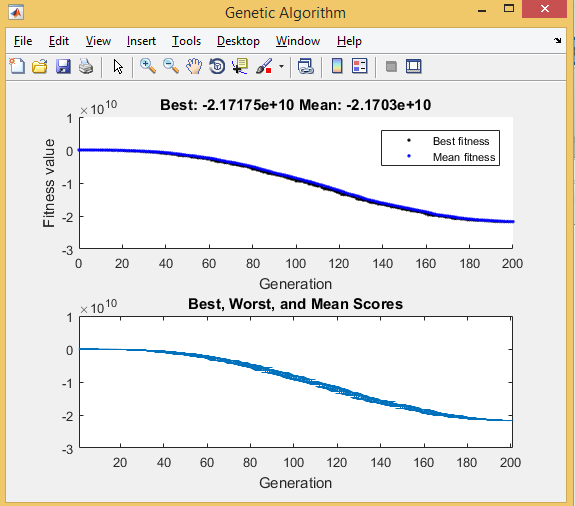 Genetic Algorithm
File Edit View Insert Tools Desktop Window Help
×10^10
Best: -2.17175e+10 Mean: -2.1703e+10
1
0
-1
-2
-3
Fitness value
Best fitness
Mean fitness
0 20 40 60 80 100 120 140 160 180 200
Generation
×10^10
Best, Worst, and Mean Scores
1
0
-1
-2
-3
20 40 60 80 100 120 140 160 180 200
Generation